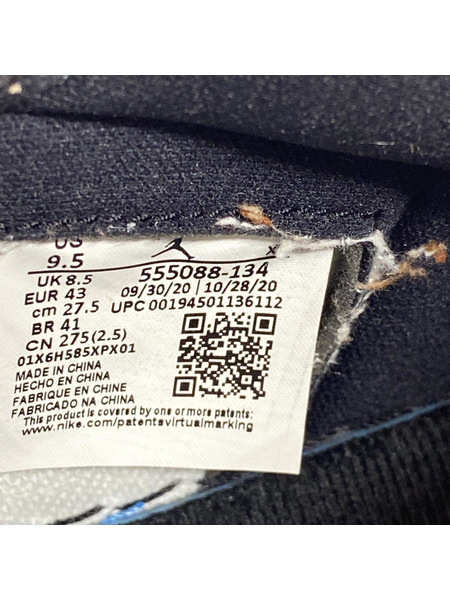 US
9.5
UK 8.5
EUR 43
cm 27.5
BR 41
CN 275(2.5)
01X6H585XPX01
X
555088-134
09/30/20 | 10/28/20
UPC 00194501136112
MADE IN CHINA
HECHO EN CHINA
FABRIQUE EN CHINE
FABRICADO NA CHINA
This product is covered by one or more patents:
www.nike.com/patentsvirtualmarking